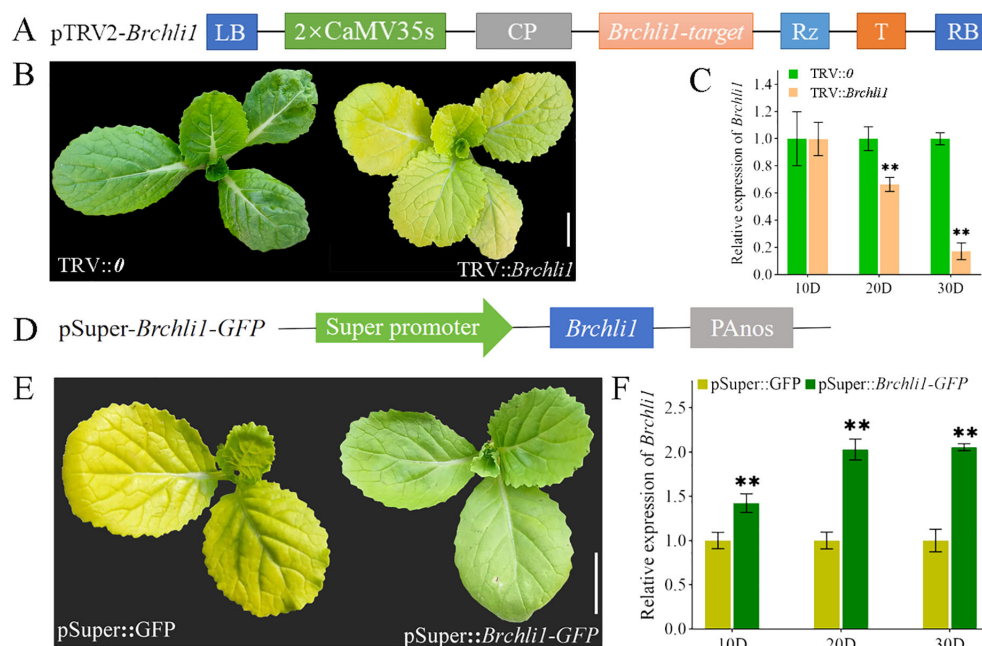 A pTRV2-Brchli1 LB 2×CaMV35s CP Brchli1-target Rz T RB
B
TRV::0
TRV::Brchli1
C
TRV::0
TRV::Brchli1
Relative expression of Brchli1
1.4
1.2
1.0
0.8
0.6
0.4
0.2
0.0
**
**
10D 20D 30D
D pSuper-Brchli1-GFP Super promoter Brchli1 PAnos
E
pSuper::GFP
pSuper::Brchli1-GFP
F
pSuper::GFP pSuper::Brchli1-GFP
Relative expression of Brchli1
2.5
2.0
1.5
1.0
0.5
0.0
**
**
**
10D 20D 30D